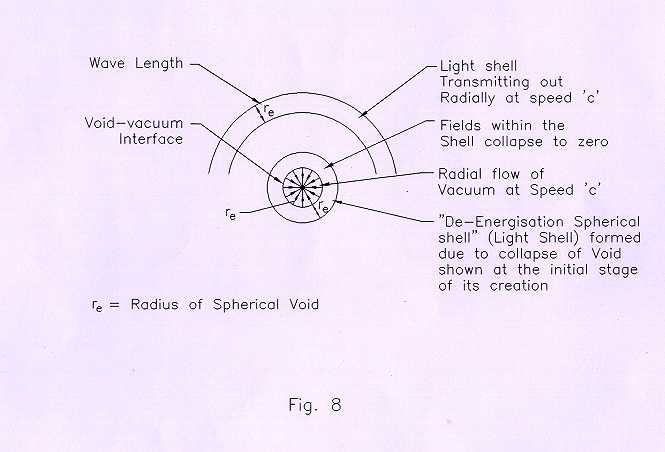 Wave Length
Light shell
Transmitting out
Radially at speed 'c'
re
Void-vacuum
Interface
Fields within the
Shell collapse to zero
Radial flow of
Vacuum at Speed 'c'
re
re
"De-Energisation Spherical
shell" (Light Shell) formed
due to collapse of Void
shown at the initial stage
of its creation
re = Radius of Spherical Void
Fig. 8